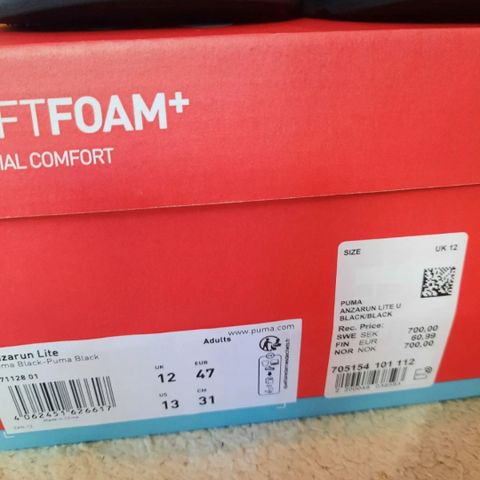 FTFOAM+
IAL COMFORT
SIZE UK 12
PUMA
ANZARUN LITE U
BLACK/BLACK
Rec. Price:
SWE SEK 700,00
FIN EUR 60,99
NOR NOK 700,00
705154 101 112
www.puma.com
Adults
nzarun Lite
ma Black-Puma Black
71128 01
UK EUR
12 47
US CM
13 31
4 062451 626617